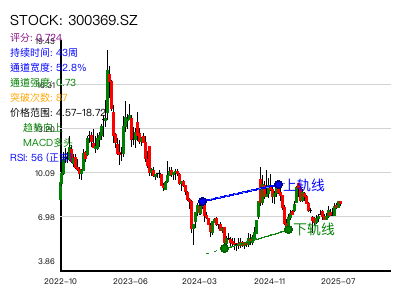 STOCK: 300369.SZ
评分: 0.724
持续时间: 43周
通道宽度: 52.8%
通道强度: 0.73
突破次数: 87
价格范围: 4.57–18.72
趋势向上
MACD多头
RSI: 56 (正常
上轨线
下轨线
10.09
6.98
3.86
2022–10
2023–06
2024–03
2024–11
2025–07